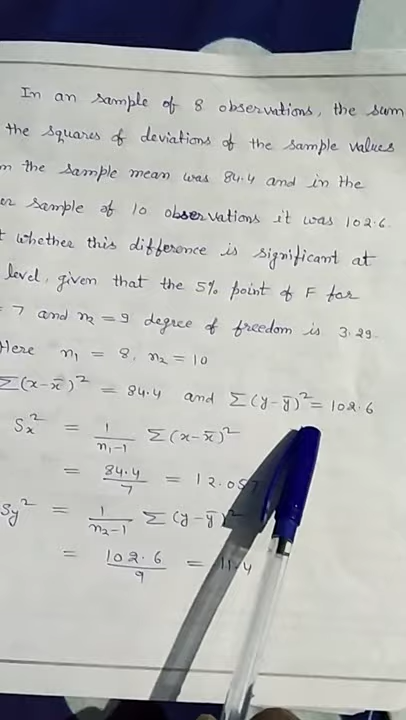 In an sample of 8 observations, the sum
the squares of deviations of the sample values
the sample mean was 84.4 and in the
sample of 10 observations it was 102.6.
whether this difference is significant at
level, given that the 5% point of F for
= 7 and n2 = 9 degree of freedom is 3.29.
Here n1 = 8, n2 = 10
Σ(x-x̄)² = 84.4 and Σ(y-ȳ)² = 102.6
Sx² = 1/(n1-1) Σ(x-x̄)²
= 84.4/7 = 12.057
Sy² = 1/(n2-1) Σ(y-ȳ)²
= 102.6/9 = 11.4